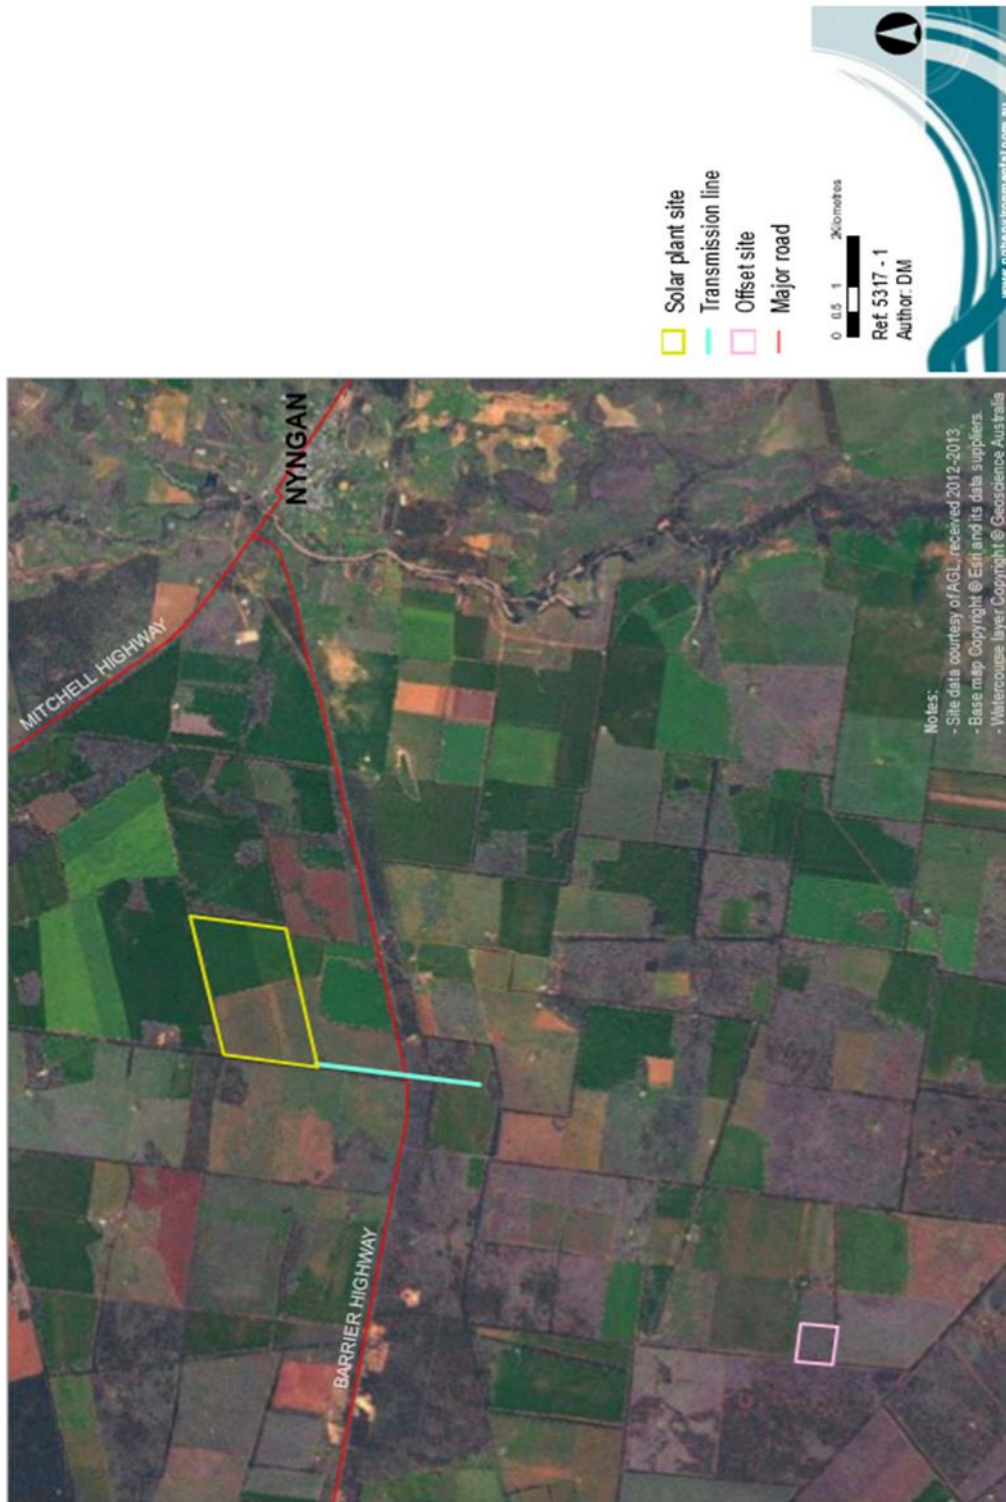 MITCHELL HIGHWAY
NYNGAN
BARRIER HIGHWAY
Notes:
- Site data courtesy of AGL, received 2012-2013
- Base map Copyright © Esri and its data suppliers
- Watercouse layer Copyright © Geoscience Australia
Solar plant site
Transmission line
Offset site
Major road
0 0.5 1 2
Kilometres
Ref: 5317 - 1
Author: DM